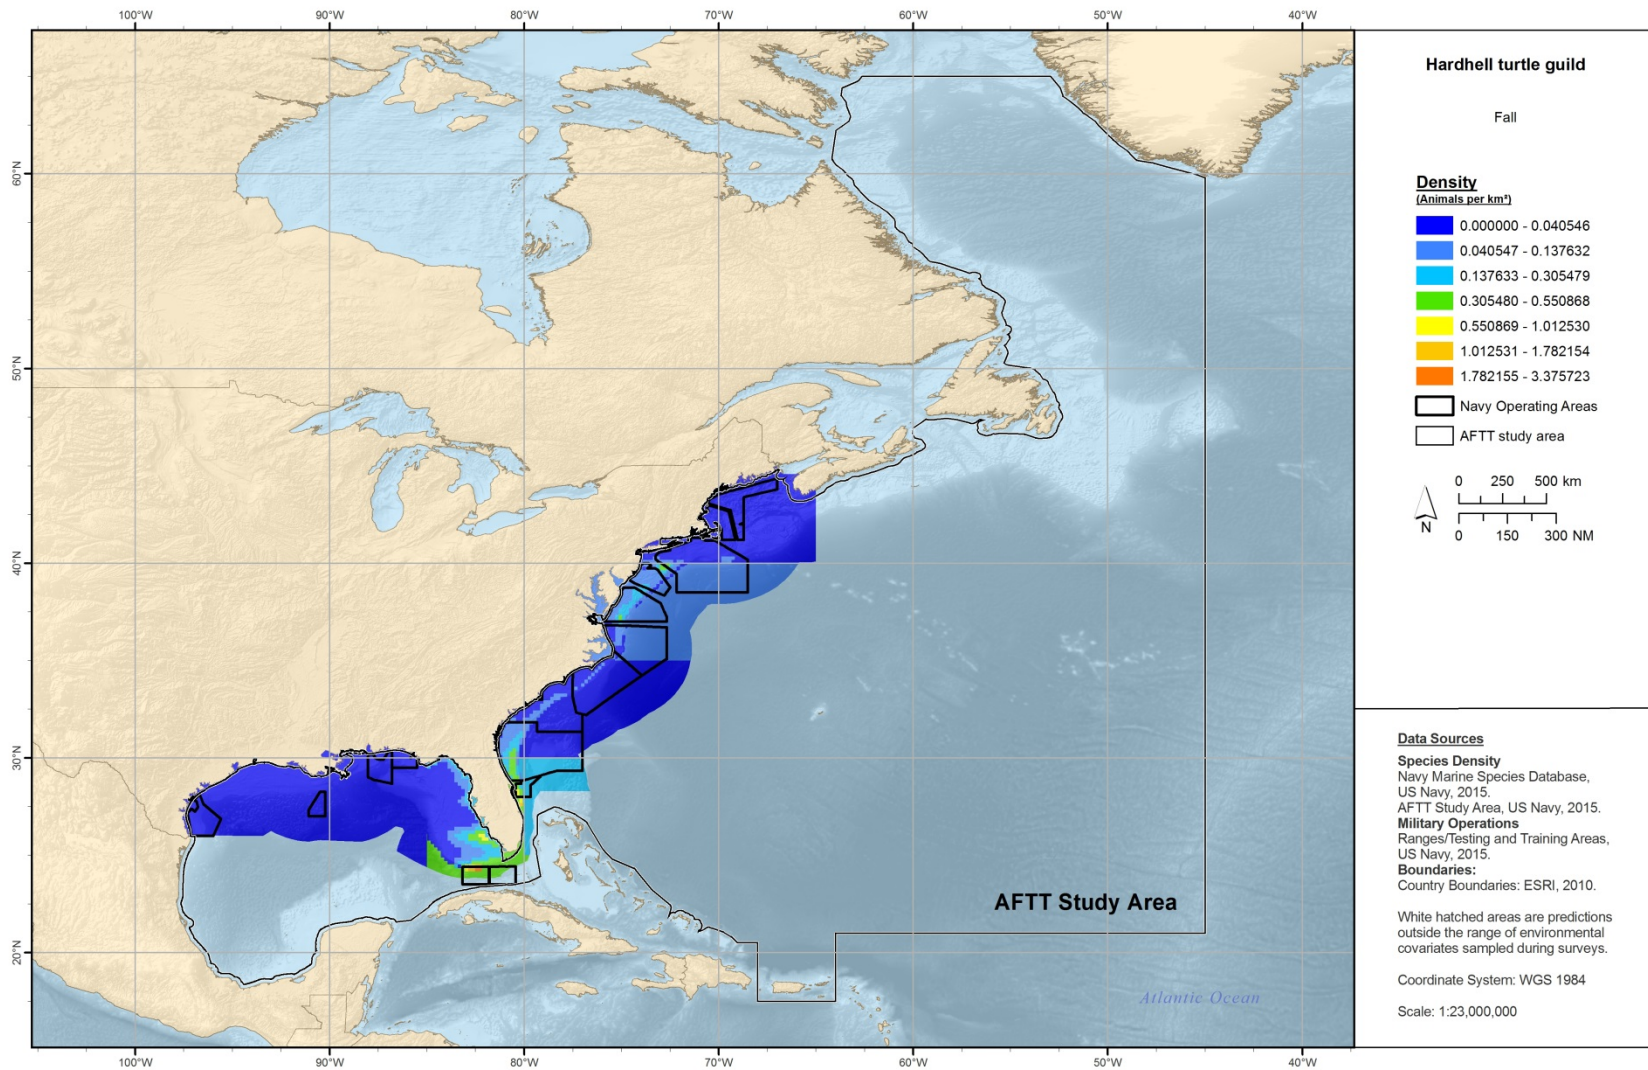 100°W 90°W 80°W 70°W 60°W 50°W 40°W
60°N
50°N
40°N
30°N
20°N
60°N
50°N
40°N
30°N
20°N
AFTT Study Area
Atlantic Ocean
100°W 90°W 80°W 70°W 60°W 50°W 40°W
Hardhell turtle guild
Fall
Density
(Animals per km²)
0.000000 - 0.040546
0.040547 - 0.137632
0.137633 - 0.305479
0.305480 - 0.550868
0.550869 - 1.012530
1.012531 - 1.782154
1.782155 - 3.375723
Navy Operating Areas
AFTT study area
N
0 250 500 km
0 150 300 NM
Data Sources
Species Density
Navy Marine Species Database,
US Navy, 2015.
AFTT Study Area, US Navy, 2015.
Military Operations
Ranges/Testing and Training Areas,
US Navy, 2015.
Boundaries:
Country Boundaries: ESRI, 2010.
White hatched areas are predictions
outside the range of environmental
covariates sampled during surveys.
Coordinate System: WGS 1984
Scale: 1:23,000,000